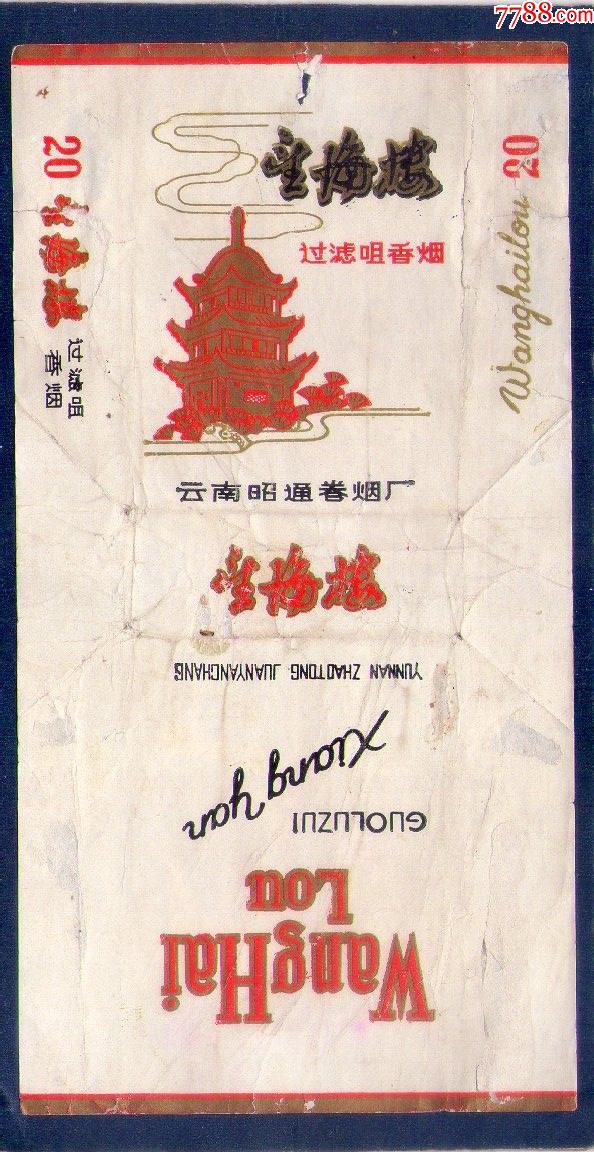 7788.com
望海楼
过滤咀香烟
云南昭通卷烟厂
20
望海楼
过滤咀
香烟
20
Wanghailou
望海楼
YUNNAN ZHAOTONG JUANYANCHANG
Xiang yan
GUOLUZUI
WangHai
Lou